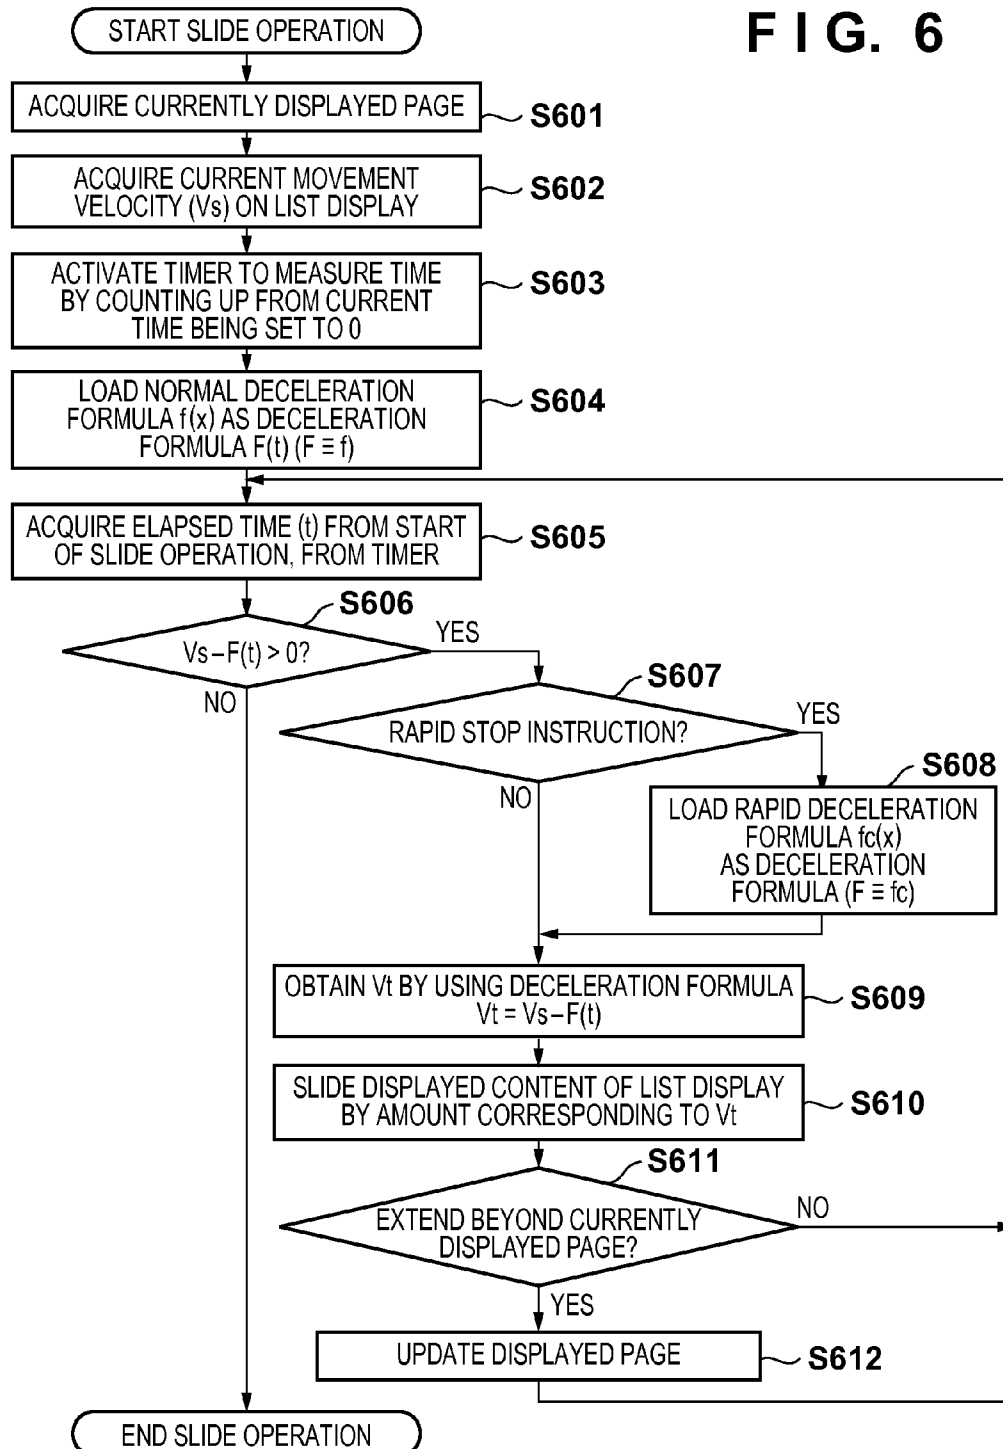 START SLIDE OPERATION
FIG. 6
ACQUIRE CURRENTLY DISPLAYED PAGE
S601
ACQUIRE CURRENT MOVEMENT
VELOCITY (Vs) ON LIST DISPLAY
S602
ACTIVATE TIMER TO MEASURE TIME
BY COUNTING UP FROM CURRENT
TIME BEING SET TO 0
S603
LOAD NORMAL DECELERATION
FORMULA f(x) AS DECELERATION
FORMULA F(t) (F ≡ f)
S604
ACQUIRE ELAPSED TIME (t) FROM START
OF SLIDE OPERATION, FROM TIMER
S605
S606
Vs–F(t) > 0?
YES
NO
S607
RAPID STOP INSTRUCTION?
YES
NO
S608
LOAD RAPID DECELERATION
FORMULA fc(x)
AS DECELERATION
FORMULA (F ≡ fc)
OBTAIN Vt BY USING DECELERATION FORMULA
Vt = Vs–F(t)
S609
SLIDE DISPLAYED CONTENT OF LIST DISPLAY
BY AMOUNT CORRESPONDING TO Vt
S610
S611
EXTEND BEYOND CURRENTLY
DISPLAYED PAGE?
NO
YES
UPDATE DISPLAYED PAGE
S612
END SLIDE OPERATION